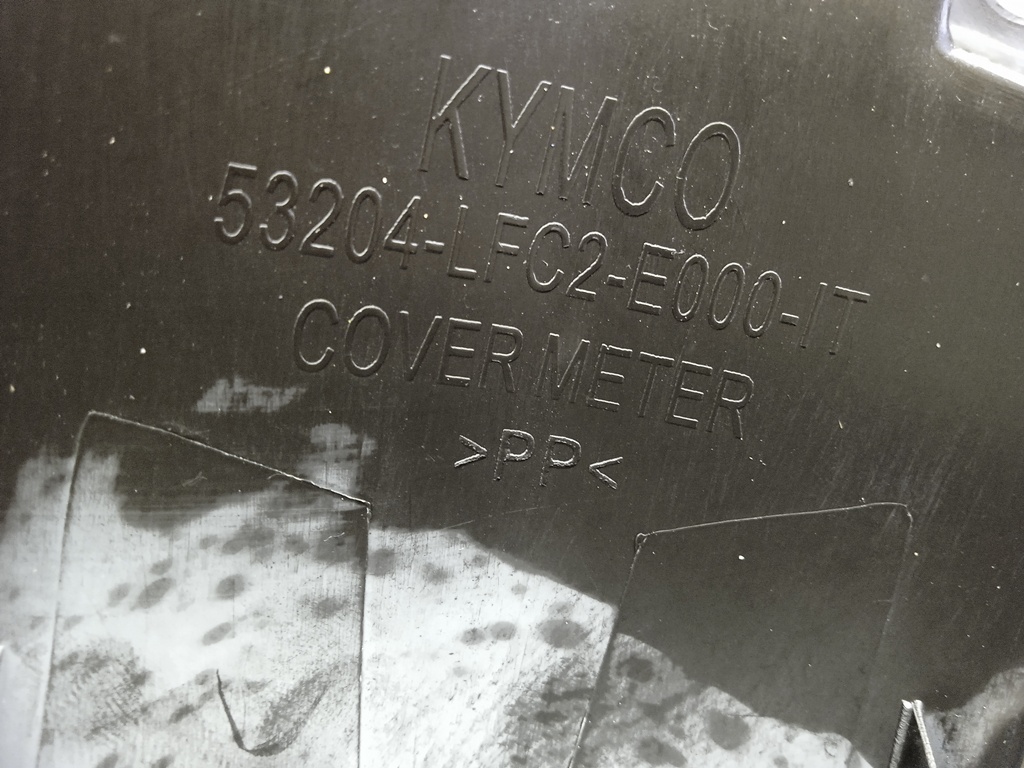 KYMCO
53204-LFC2-E000-IT
COVER METER
>PP<